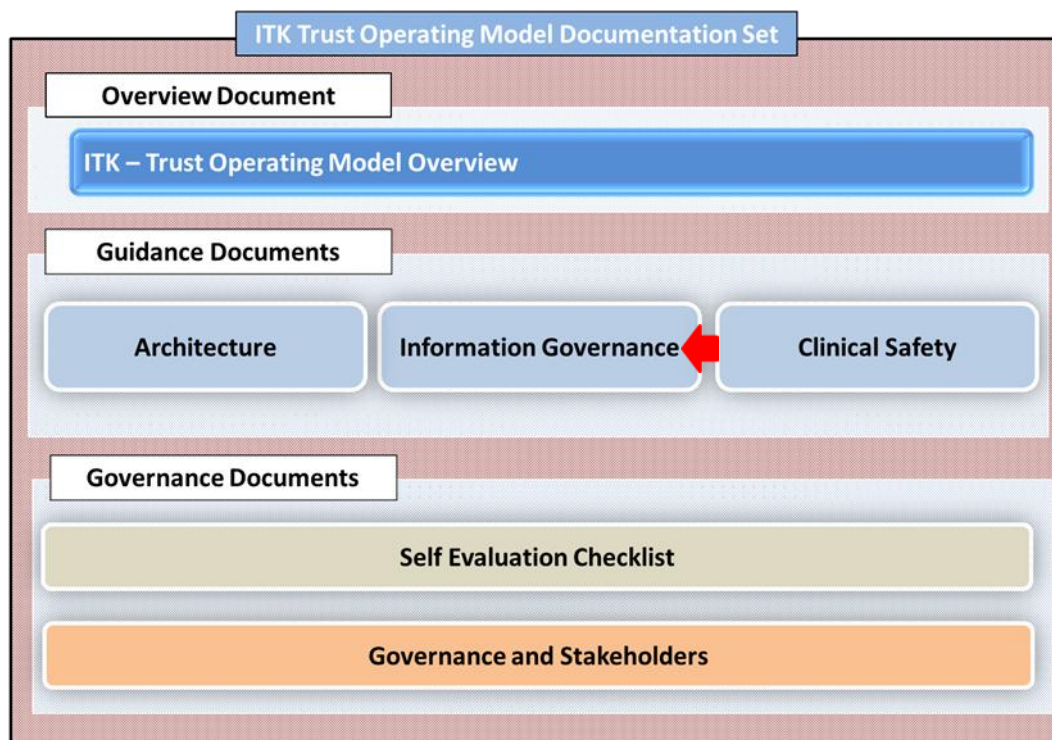 ITK Trust Operating Model Documentation Set
Overview Document
ITK – Trust Operating Model Overview
Guidance Documents
Architecture
Information Governance
Clinical Safety
Governance Documents
Self Evaluation Checklist
Governance and Stakeholders